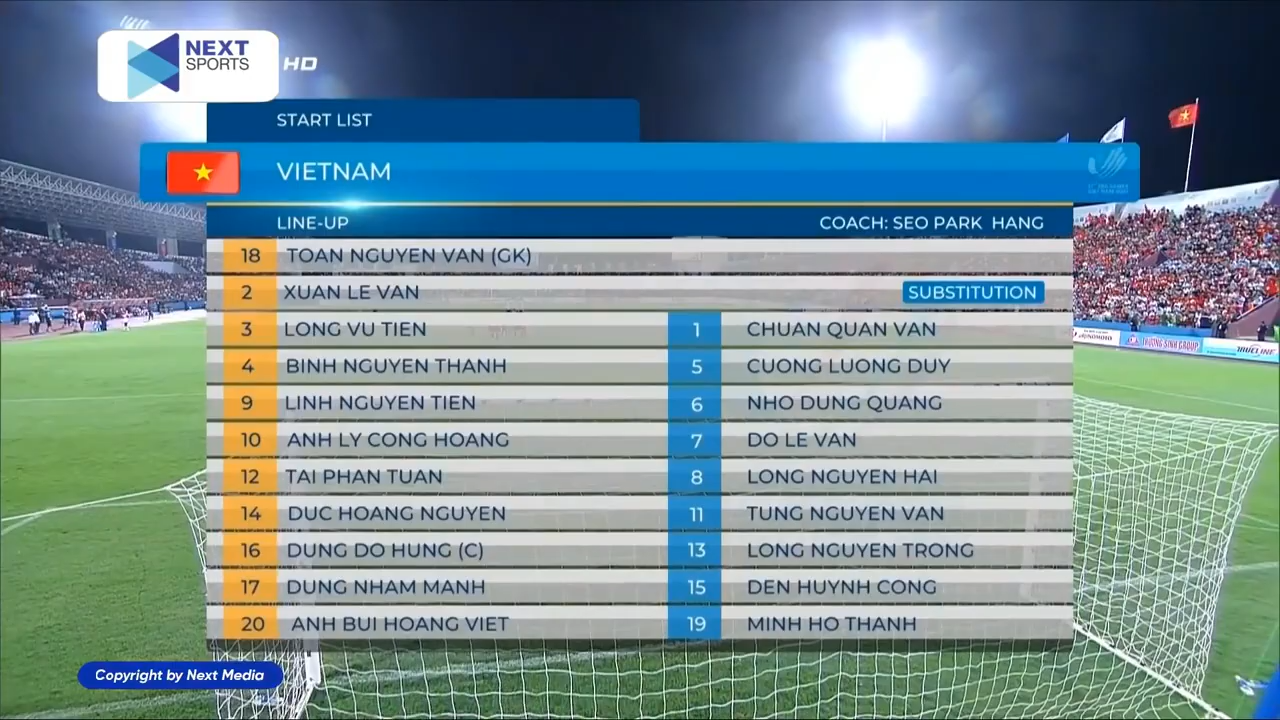 NEXT
SPORTS
HD
START LIST
VIETNAM
LINE-UP
COACH: SEO PARK HANG
18 TOAN NGUYEN VAN (GK)
2 XUAN LE VAN
SUBSTITUTION
3 LONG VU TIEN
1 CHUAN QUAN VAN
4 BINH NGUYEN THANH
5 CUONG LUONG DUY
9 LINH NGUYEN TIEN
6 NHO DUNG QUANG
10 ANH LY CONG HOANG
7 DO LE VAN
12 TAI PHAN TUAN
8 LONG NGUYEN HAI
14 DUC HOANG NGUYEN
11 TUNG NGUYEN VAN
16 DUNG DO HUNG (C)
13 LONG NGUYEN TRONG
17 DUNG NHAM MANH
15 DEN HUYNH CONG
20 ANH BUI HOANG VIET
19 MINH HO THANH
Copyright by Next Media